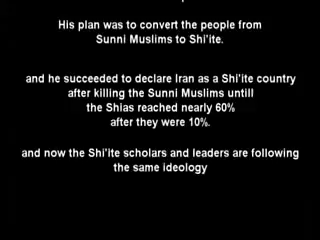 His plan was to convert the people from
Sunni Muslims to Shi'ite.
and he succeeded to declare Iran as a Shi'ite country
after killing the Sunni Muslims untill
the Shias reached nearly 60%
after they were 10%.
and now the Shi'ite scholars and leaders are following
the same ideology